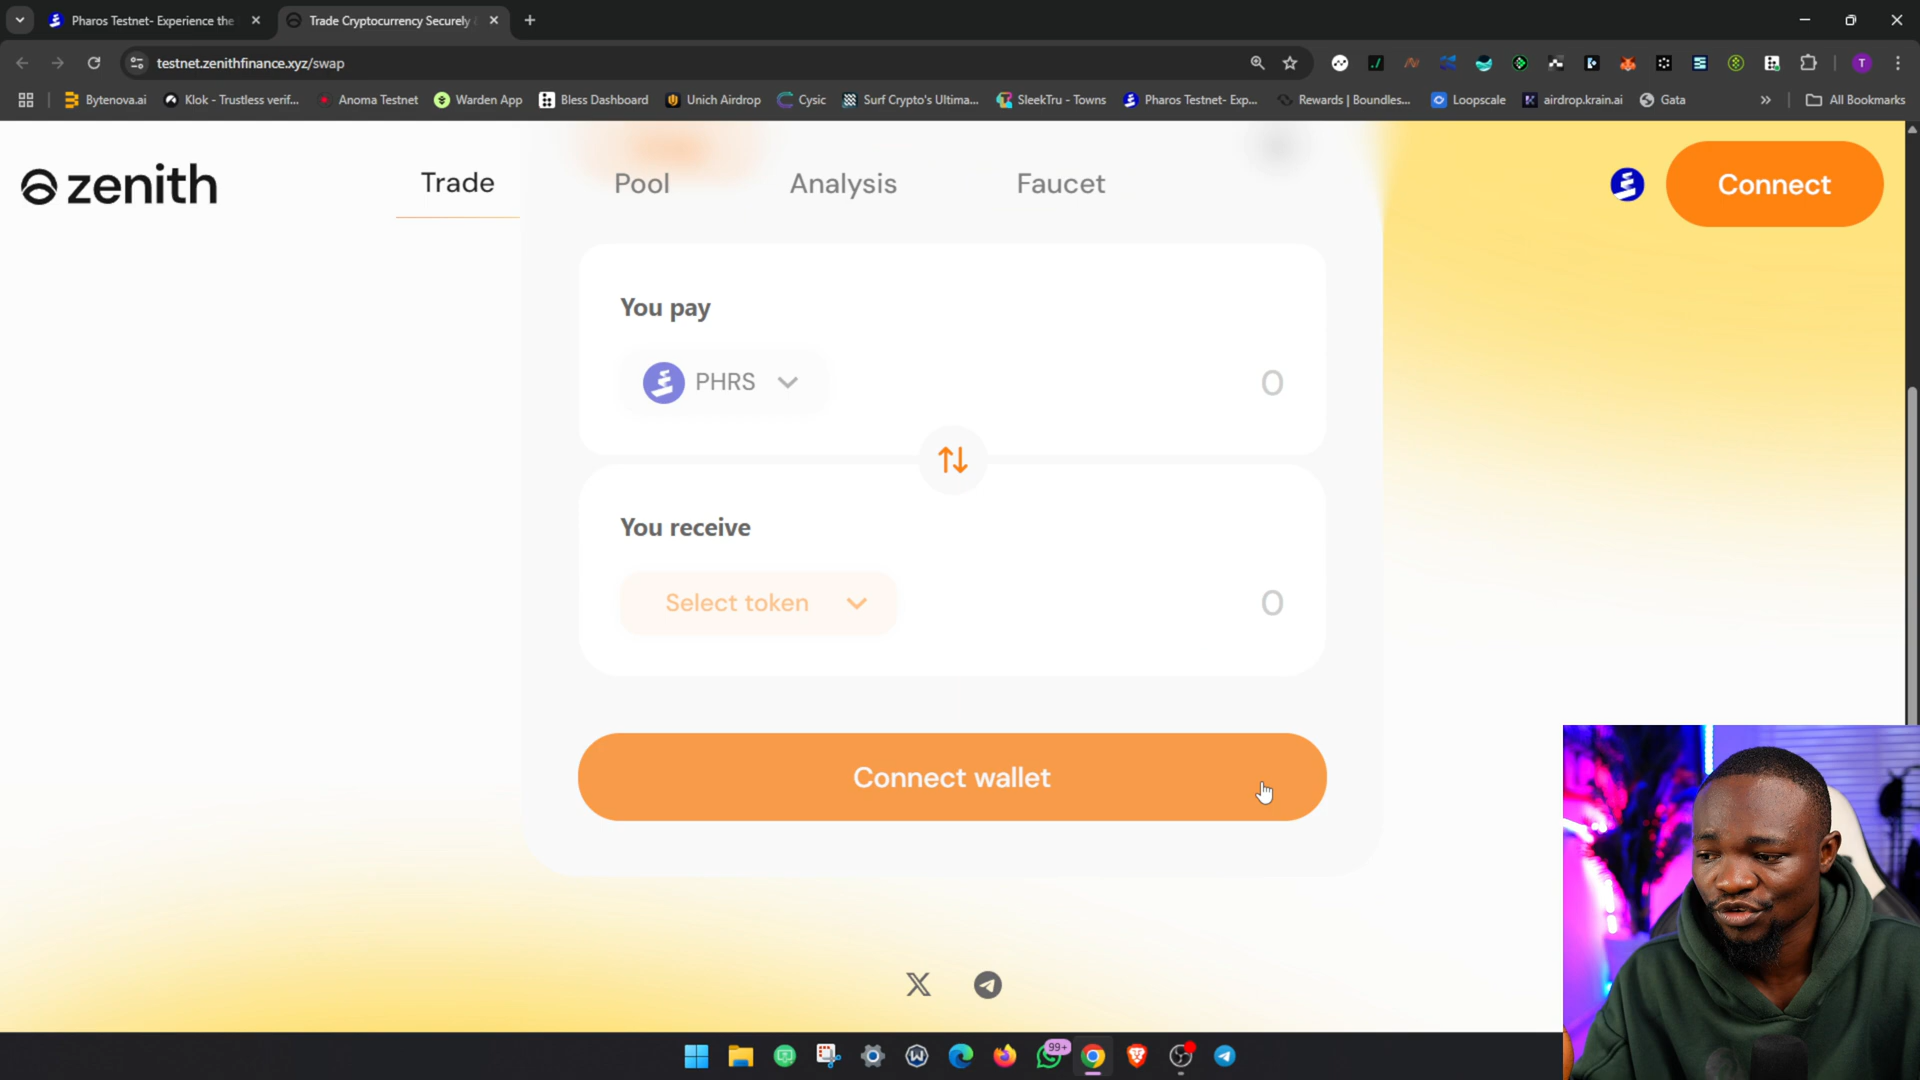 Pharos Testnet- Experience the
Trade Cryptocurrency Securely
testnet.zenithfinance.xyz/swap
T
Bytenova.ai
Klok - Trustless verif...
Anoma Testnet
Warden App
Bless Dashboard
Unich Airdrop
Cysic
Surf Crypto's Ultima...
SleekTru - Towns
Pharos Testnet- Exp...
Rewards | Boundles...
Loopscale
airdrop.krain.ai
Gata
All Bookmarks
zenith
Trade
Pool
Analysis
Faucet
Connect
You pay
PHRS
0
You receive
Select token
0
Connect wallet
99+